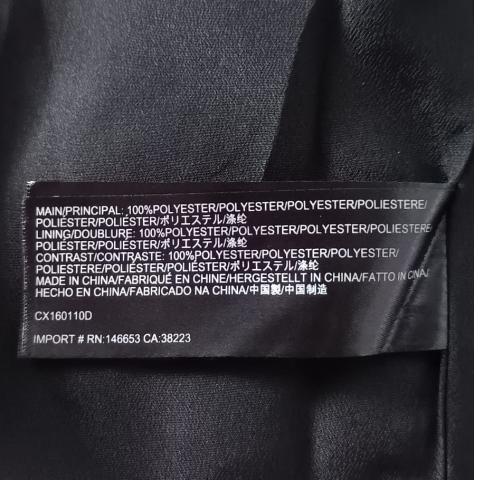 MAIN/PRINCIPAL: 100%POLYESTER/POLYESTER/POLYESTER/POLIESTERE/
POLIÉSTER/POLIÉSTER/ポリエステル/涤纶
LINING/DOUBLURE: 100%POLYESTER/POLYESTER/POLYESTER/POLIESTERE
POLIÉSTER/POLIÉSTER/ポリエステル/涤纶
CONTRAST/CONTRASTE: 100%POLYESTER/POLYESTER/POLYESTER/
POLIESTERE/POLIÉSTER/POLIÉSTER/ポリエステル/涤纶
MADE IN CHINA/FABRIQUÉ EN CHINE/HERGESTELLT IN CHINA/FATTO IN CINA/
HECHO EN CHINA/FABRICADO NA CHINA/中国製/中国制造
CX160110D
IMPORT # RN:146653 CA:38223